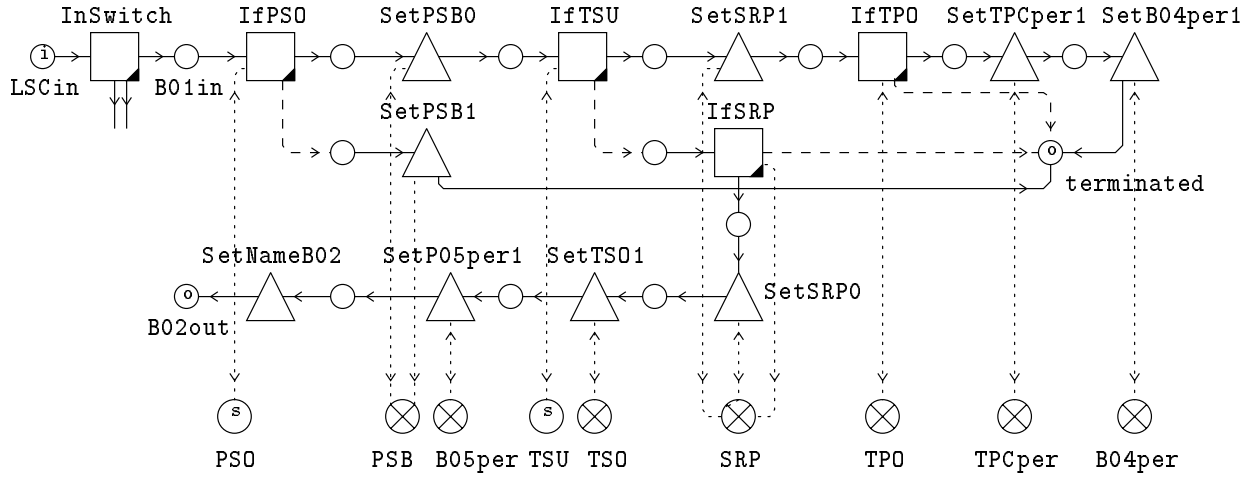 InSwitch IfPSO SetPSB0 IfTSU SetSRP1 IfTPO SetTPCper1 SetB04per1
i
LSCin B01in
SetPSB1 IfSRP
o
terminated
SetNameB02 SetP05per1 SetTSO1
SetSRP0
o
B02out
s s
PSO PSB B05per TSU TSO SRP TPO TPCper B04per